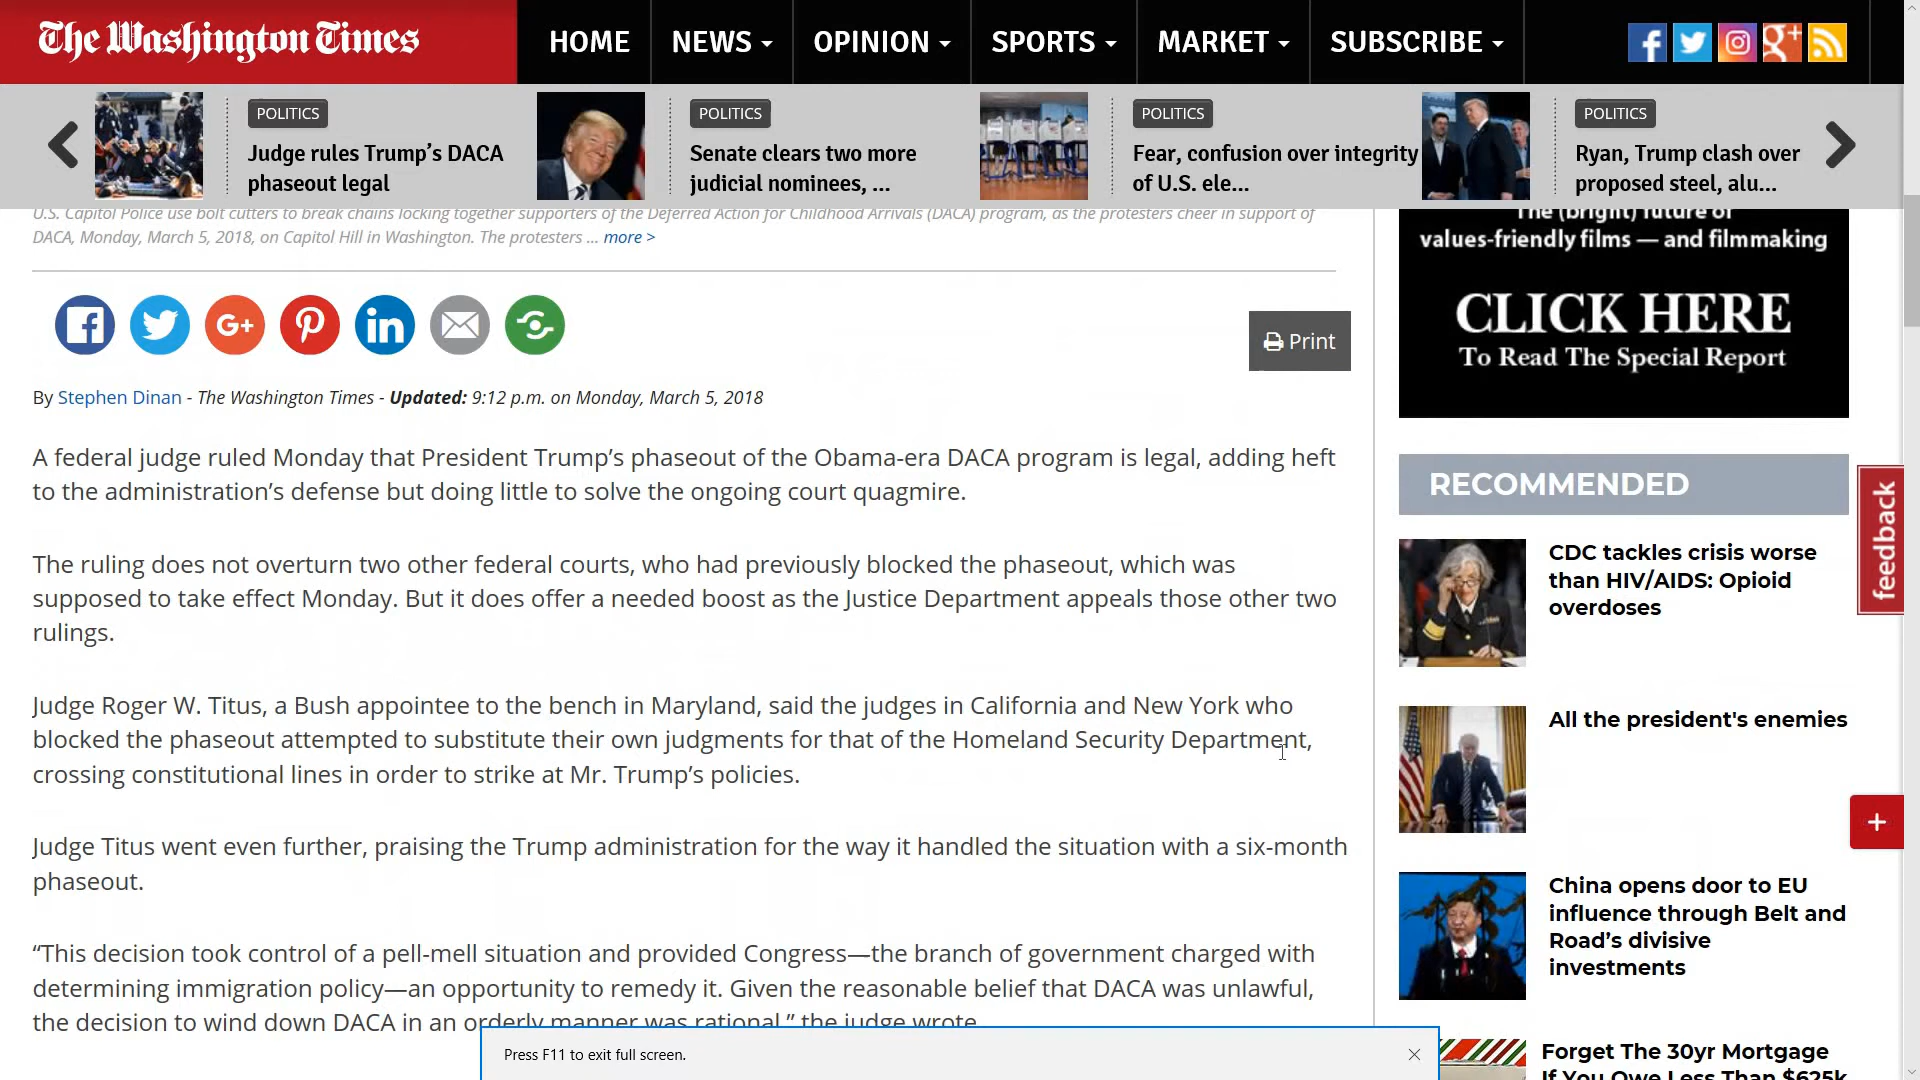 The Washington Times
HOME
NEWS
OPINION
SPORTS
MARKET
SUBSCRIBE
POLITICS
Judge rules Trump’s DACA
phaseout legal
POLITICS
Senate clears two more
judicial nominees, ...
POLITICS
Fear, confusion over integrity
of U.S. ele...
POLITICS
Ryan, Trump clash over
proposed steel, alu...
U.S. Capitol Police use bolt cutters to break chains locking together supporters of the Deferred Action for Childhood Arrivals (DACA) program, as the protesters cheer in support of
DACA, Monday, March 5, 2018, on Capitol Hill in Washington. The protesters ... more >
Print
By Stephen Dinan - The Washington Times - Updated: 9:12 p.m. on Monday, March 5, 2018
A federal judge ruled Monday that President Trump’s phaseout of the Obama-era DACA program is legal, adding heft
to the administration’s defense but doing little to solve the ongoing court quagmire.
The ruling does not overturn two other federal courts, who had previously blocked the phaseout, which was
supposed to take effect Monday. But it does offer a needed boost as the Justice Department appeals those other two
rulings.
Judge Roger W. Titus, a Bush appointee to the bench in Maryland, said the judges in California and New York who
blocked the phaseout attempted to substitute their own judgments for that of the Homeland Security Department,
crossing constitutional lines in order to strike at Mr. Trump’s policies.
Judge Titus went even further, praising the Trump administration for the way it handled the situation with a six-month
phaseout.
“This decision took control of a pell-mell situation and provided Congress—the branch of government charged with
determining immigration policy—an opportunity to remedy it. Given the reasonable belief that DACA was unlawful,
the decision to wind down DACA in an orderly manner was rational,” the judge wrote.
The (bright) future of
values-friendly films — and filmmaking
CLICK HERE
To Read The Special Report
RECOMMENDED
CDC tackles crisis worse
than HIV/AIDS: Opioid
overdoses
All the president's enemies
China opens door to EU
influence through Belt and
Road’s divisive
investments
Forget The 30yr Mortgage
If You Owe Less Than $625k
feedback
+
Press F11 to exit full screen.